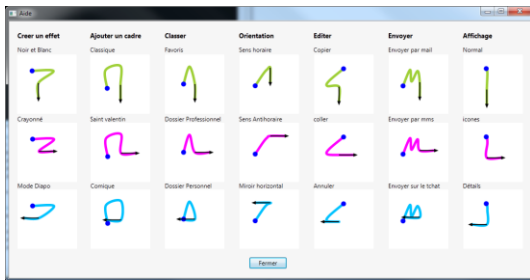 Aide
Creer un effet Ajouter un cadre Classer Orientation Editer Envoyer Affichage
Noir et Blanc Classique Favoris Sens horaire Copier Envoyer par mail Normal
Crayonné Saint valentin Dossier Professionnel Sens Antihoraire coller Envoyer par mms icones
Mode Diapo Comique Dossier Personnel Miroir horizontal Annuler Envoyer sur le tchat Détails
Fermer